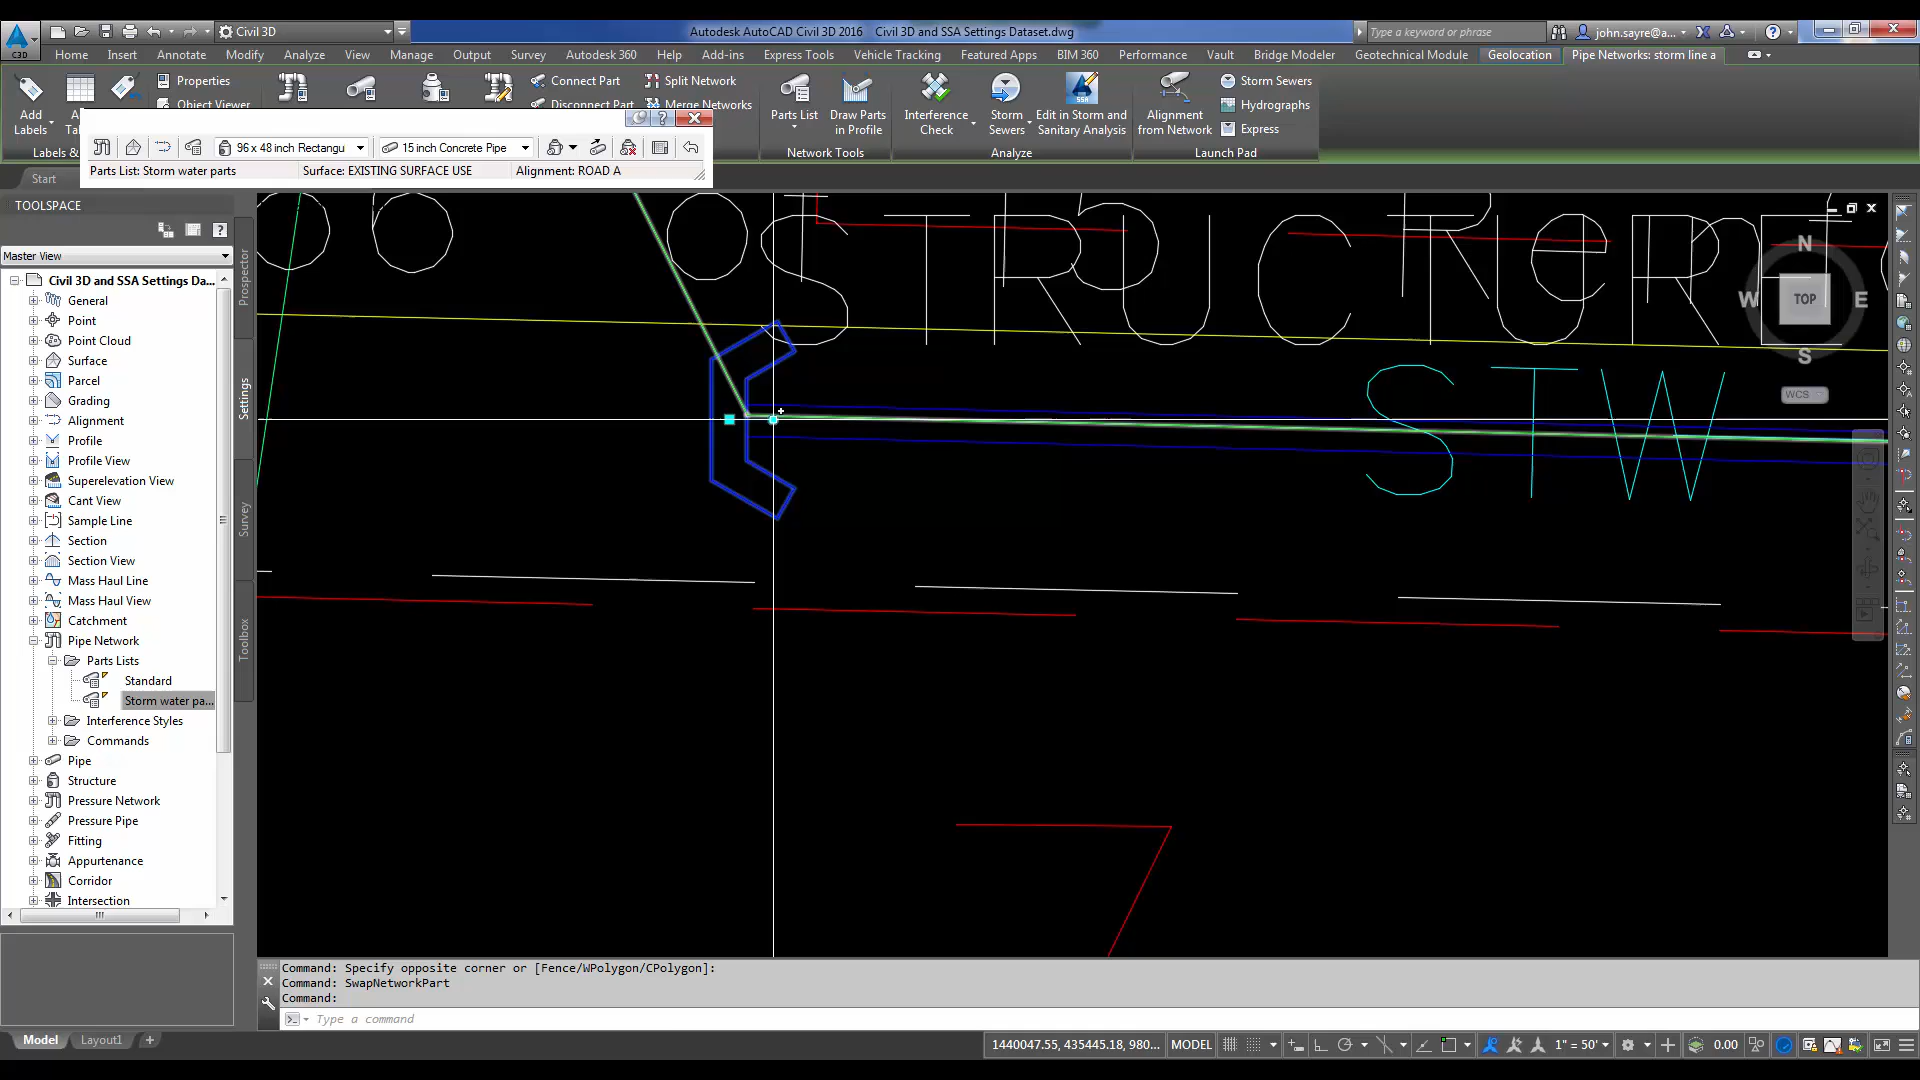 Civil 3D
Autodesk AutoCAD Civil 3D 2016 Civil 3D and SSA Settings Dataset.dwg
Type a keyword or phrase
john.sayre@a...
C3D
Home Insert Annotate Modify Analyze View Manage Output Survey Autodesk 360 Help Add-ins Express Tools Vehicle Tracking Featured Apps BIM 360 Performance Vault Bridge Modeler Geotechnical Module Geolocation Pipe Networks: storm line a
Add
Labels
Labels &
Properties
Object Viewer
Connect Part
Disconnect Part
Split Network
Merge Networks
Parts List
Draw Parts
in Profile
Network Tools
Interference
Check
Storm
Sewers
Edit in Storm and
Sanitary Analysis
Analyze
Alignment
from Network
Storm Sewers
Hydrographs
Express
Launch Pad
96 x 48 inch Rectangu
15 inch Concrete Pipe
Parts List: Storm water parts
Surface: EXISTING SURFACE USE
Alignment: ROAD A
Start
TOOLSPACE
Master View
Civil 3D and SSA Settings Da...
General
Point
Point Cloud
Surface
Parcel
Grading
Alignment
Profile
Profile View
Superelevation View
Cant View
Sample Line
Section
Section View
Mass Haul Line
Mass Haul View
Catchment
Pipe Network
Parts Lists
Standard
Storm water pa...
Interference Styles
Commands
Pipe
Structure
Pressure Network
Pressure Pipe
Fitting
Appurtenance
Corridor
Intersection
Prospector
Settings
Survey
Toolbox
STW
N
W
TOP
E
S
WCS
Command: Specify opposite corner or [Fence/WPolygon/CPolygon]:
Command: SwapNetworkPart
Command:
Type a command
Model
Layout1
1440047.55, 435445.18, 980...
MODEL
1" = 50'
0.00